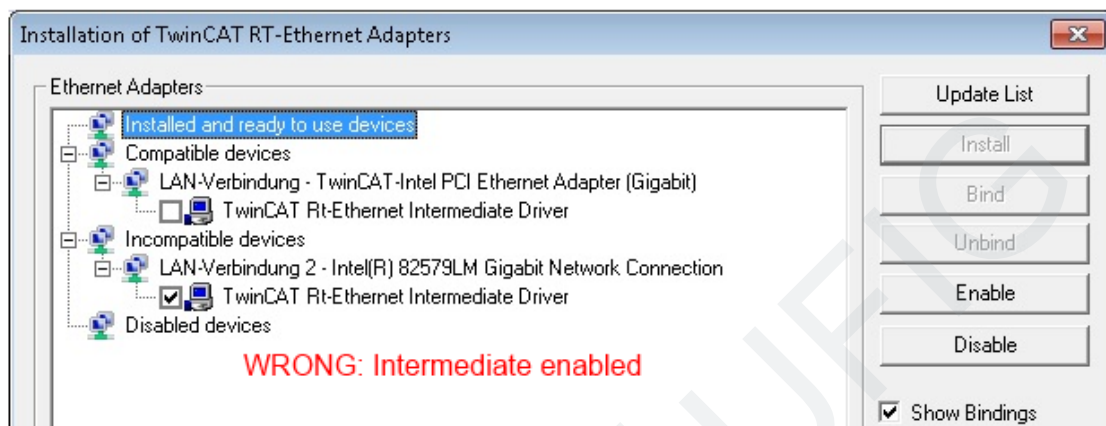 Installation of TwinCAT RT-Ethernet Adapters
Ethernet Adapters
Installed and ready to use devices
Compatible devices
LAN-Verbindung - TwinCAT-Intel PCI Ethernet Adapter (Gigabit)
TwinCAT Rt-Ethernet Intermediate Driver
Incompatible devices
LAN-Verbindung 2 - Intel(R) 82579LM Gigabit Network Connection
TwinCAT Rt-Ethernet Intermediate Driver
Disabled devices
WRONG: Intermediate enabled
Update List
Install
Bind
Unbind
Enable
Disable
Show Bindings
UFIG